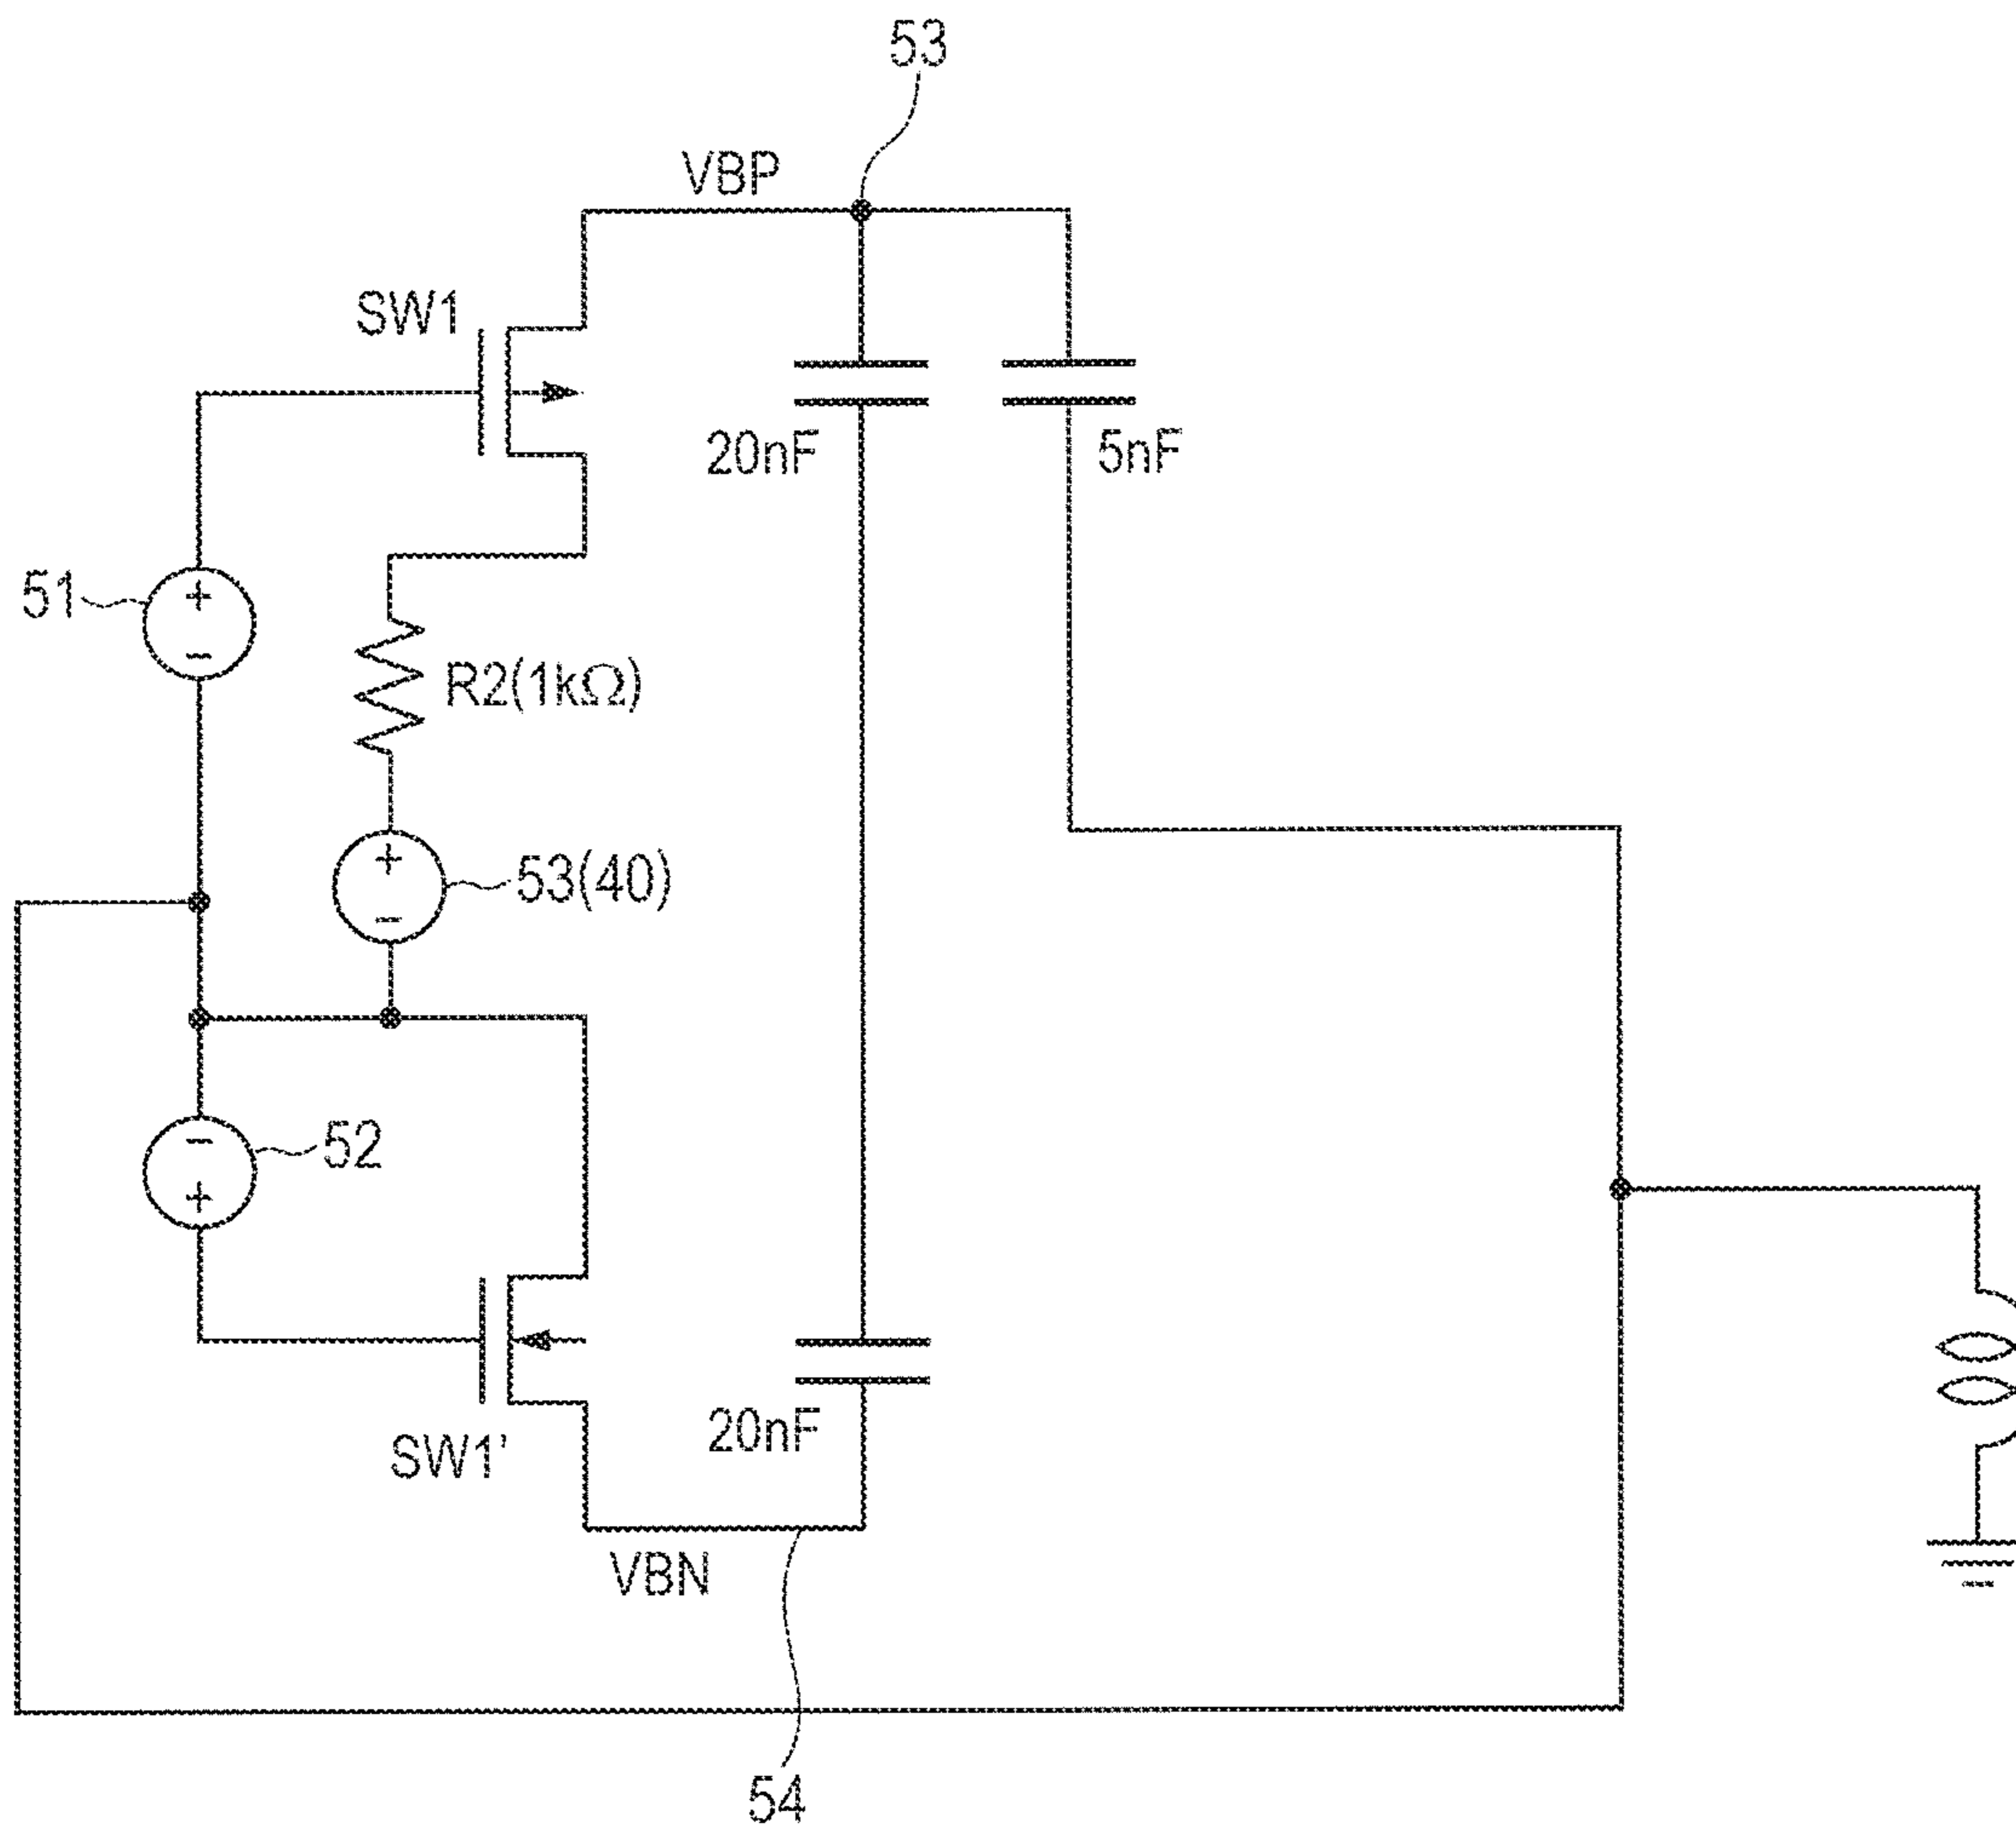 53
VBP
SW1
20nF
5nF
51
+
-
R2(1kΩ)
+
-
53(40)
-
+
52
SW1'
20nF
VBN
54